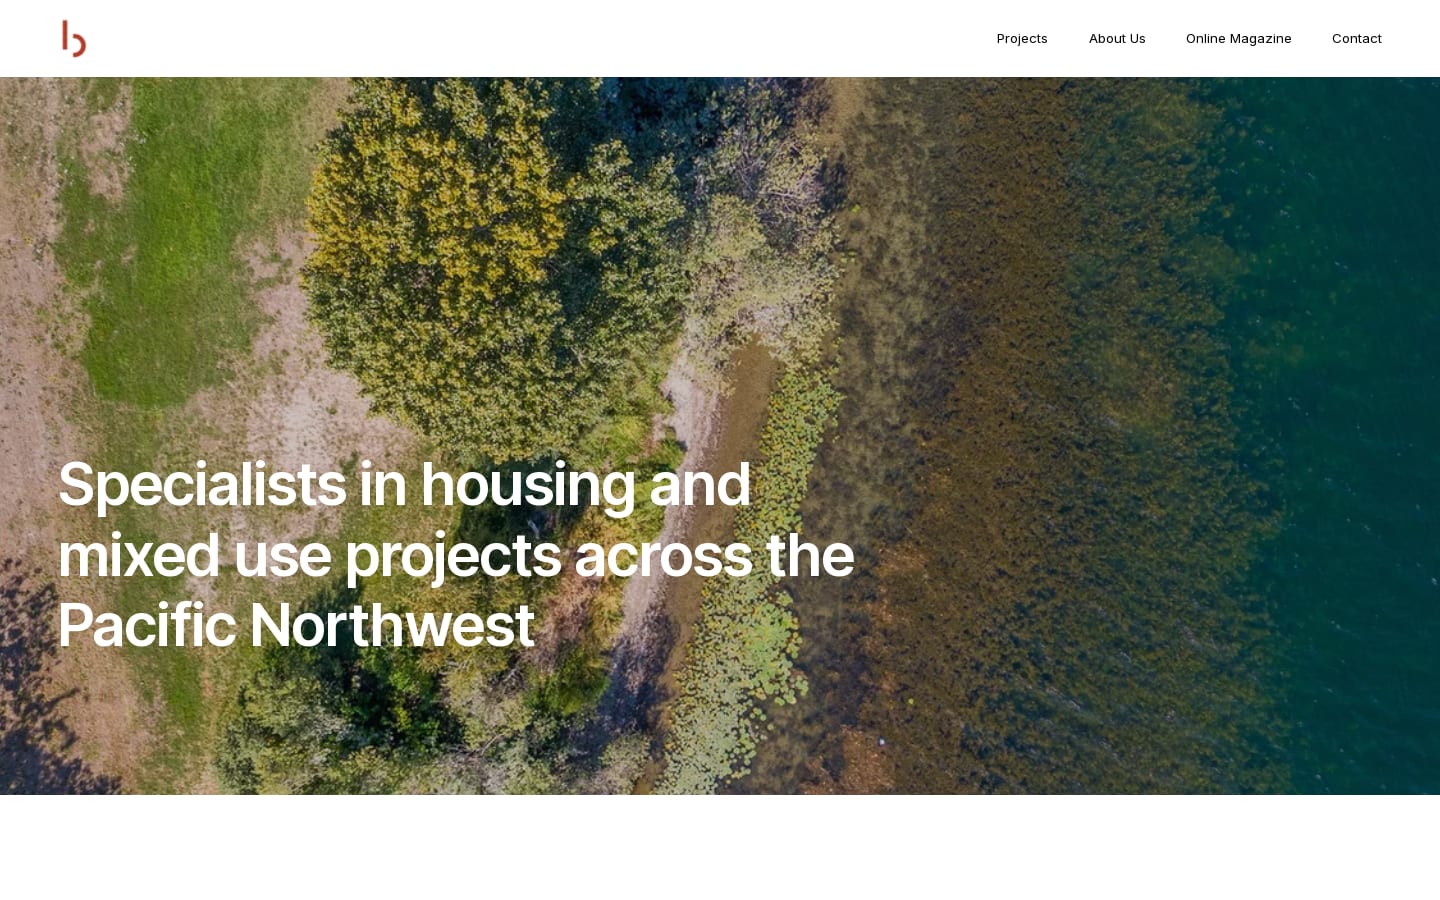 Projects About Us Online Magazine Contact
Specialists in housing and
mixed use projects across the
Pacific Northwest